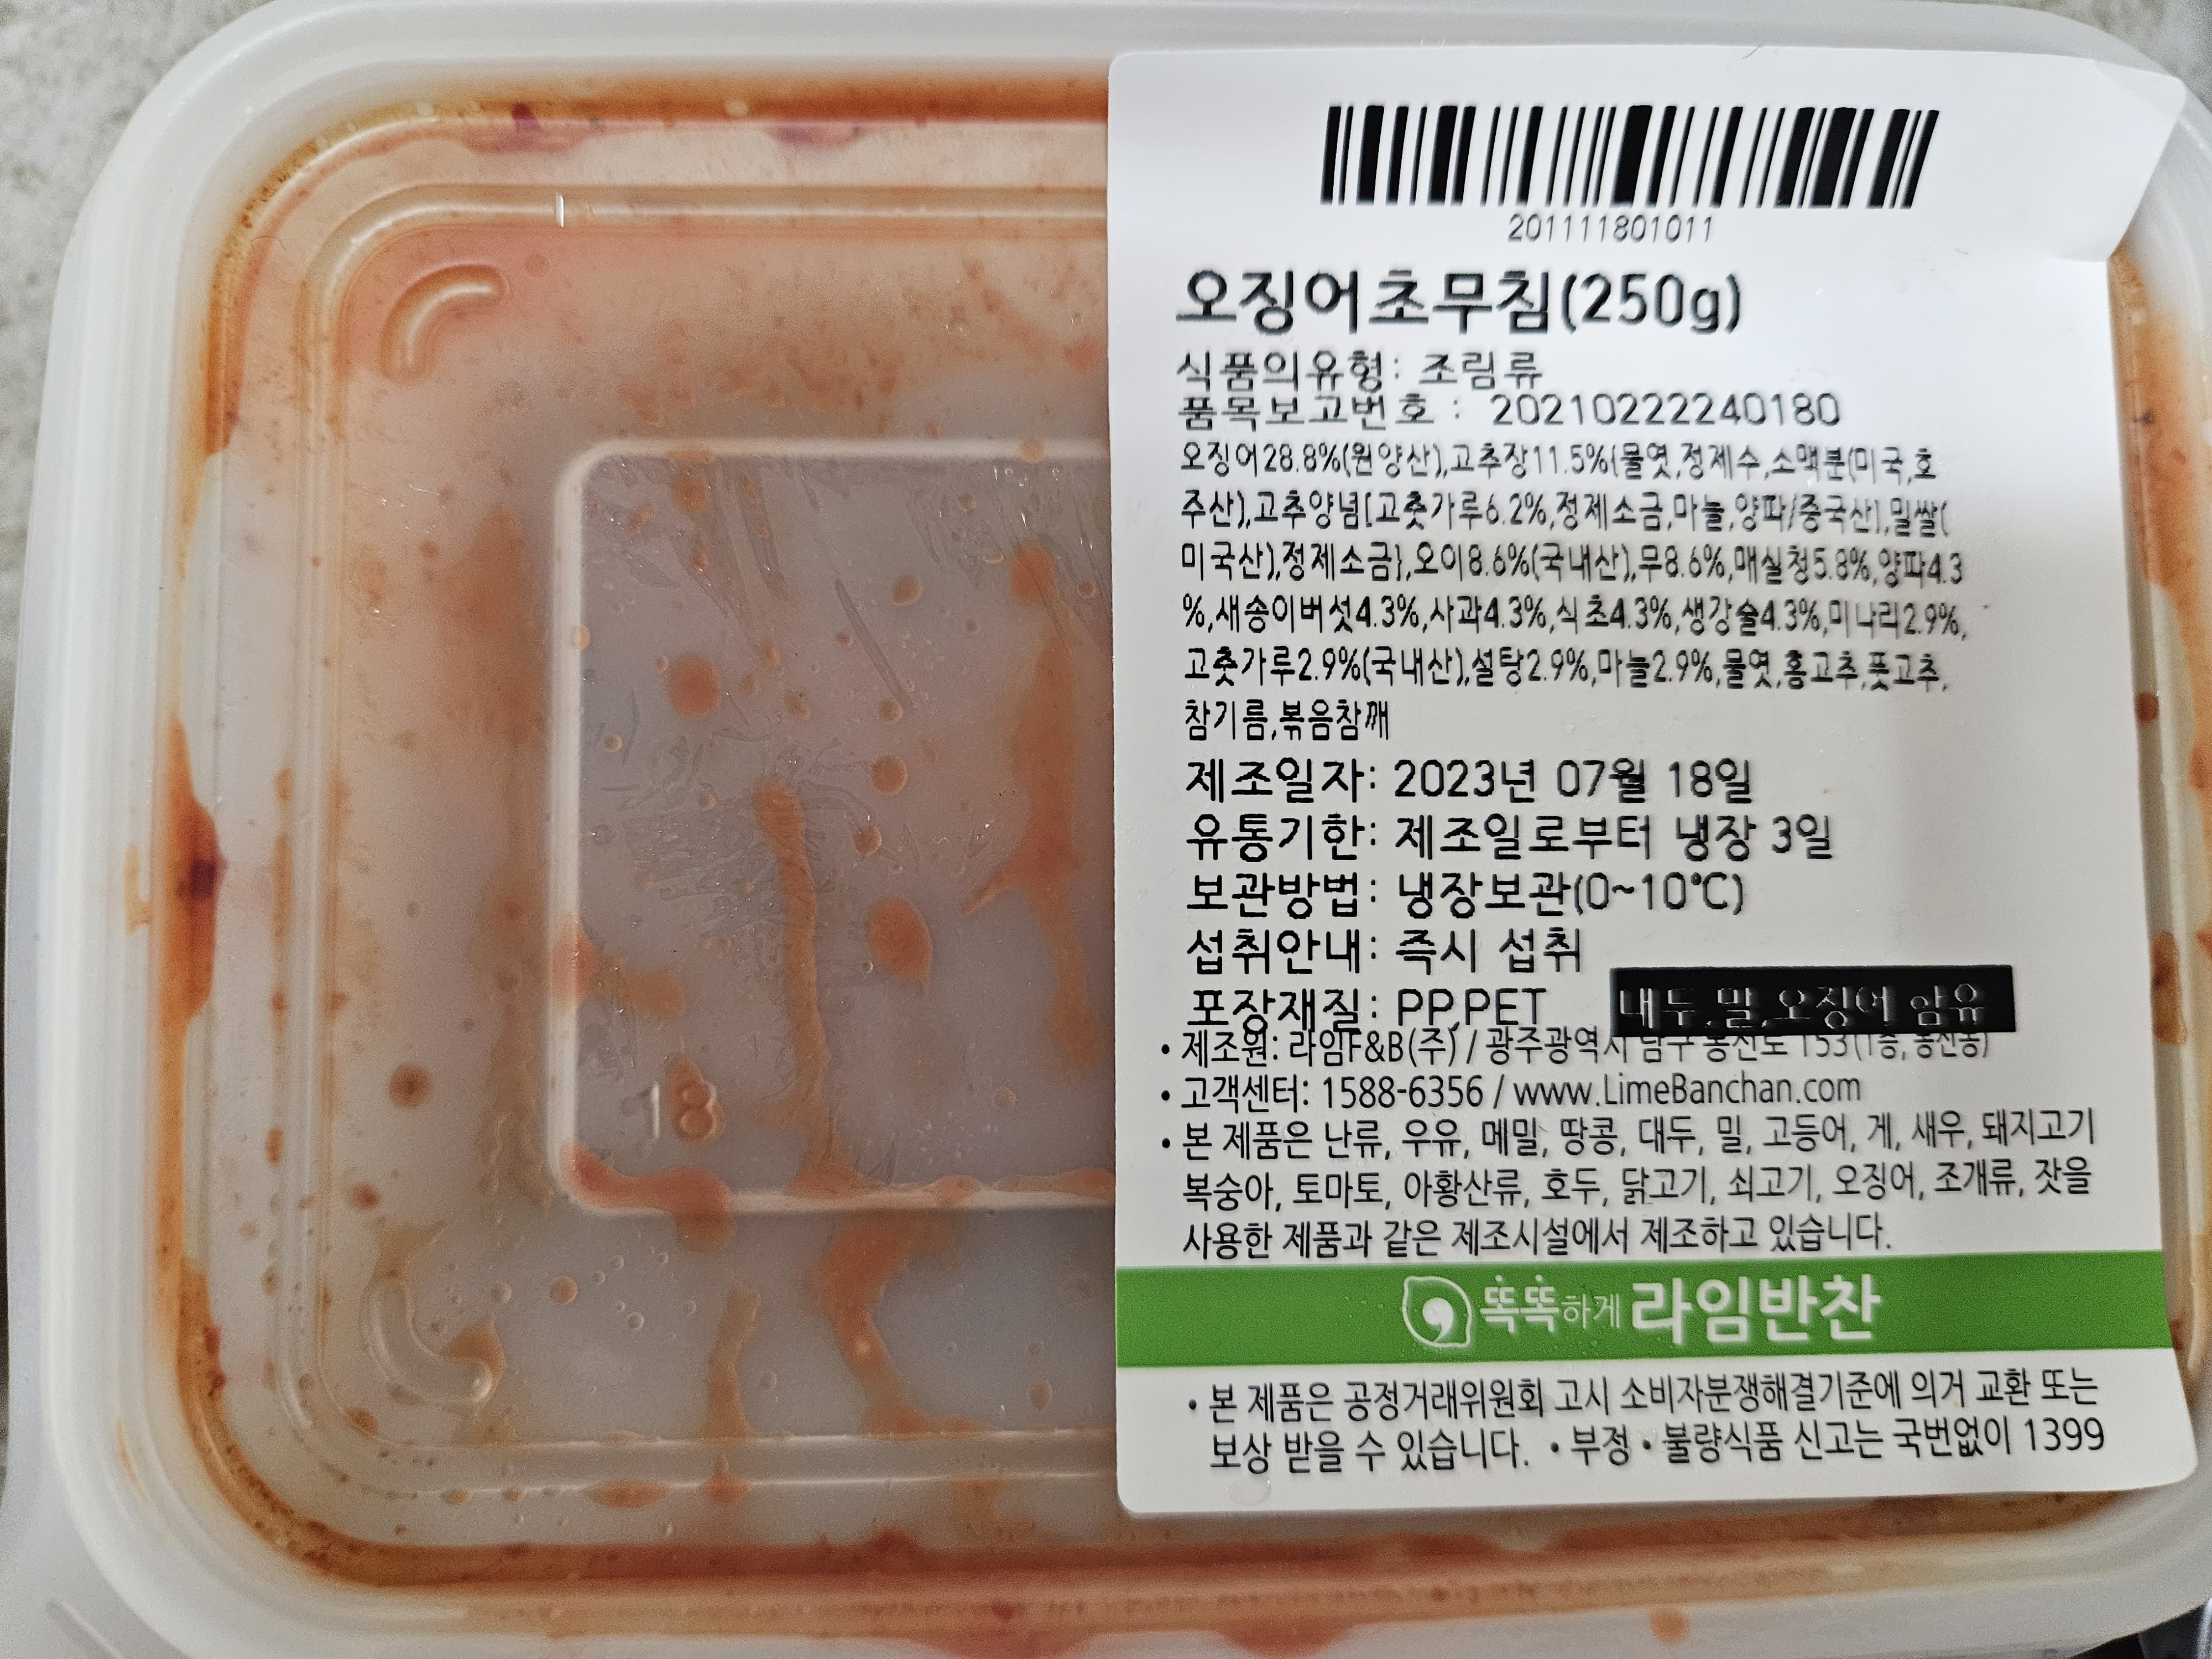 201111801011
오징어초무침(250g)
식품의유형: 조림류
품목보고번호 : 20210222240180
오징어28.8%(원양산),고추장11.5%{물엿,정제수,소맥분(미국,호
주산),고추양념[고춧가루6.2%,정제소금,마늘,양파/중국산],밀쌀(
미국산),정제소금},오이8.6%(국내산),무8.6%,매실청5.8%,양파4.3
%,새송이버섯4.3%,사과4.3%,식초4.3%,생강술4.3%,미나리2.9%,
고춧가루2.9%(국내산),설탕2.9%,마늘2.9%,물엿,홍고추,풋고추,
참기름,볶음참깨
제조일자: 2023년 07월 18일
유통기한: 제조일로부터 냉장 3일
보관방법: 냉장보관(0~10℃)
섭취안내: 즉시 섭취
포장재질: PP,PET 대두,밀,오징어 함유
• 제조원: 라임F&B(주) / 광주광역시 남구 153(1층,
• 고객센터: 1588-6356 / www.LimeBanchan.com
• 본 제품은 난류, 우유, 메밀, 땅콩, 대두, 밀, 고등어, 게, 새우, 돼지고기
복숭아, 토마토, 아황산류, 호두, 닭고기, 쇠고기, 오징어, 조개류, 잣을
사용한 제품과 같은 제조시설에서 제조하고 있습니다.
똑똑하게 라임반찬
• 본 제품은 공정거래위원회 고시 소비자분쟁해결기준에 의거 교환 또는
보상 받을 수 있습니다. • 부정 • 불량식품 신고는 국번없이 1399
18